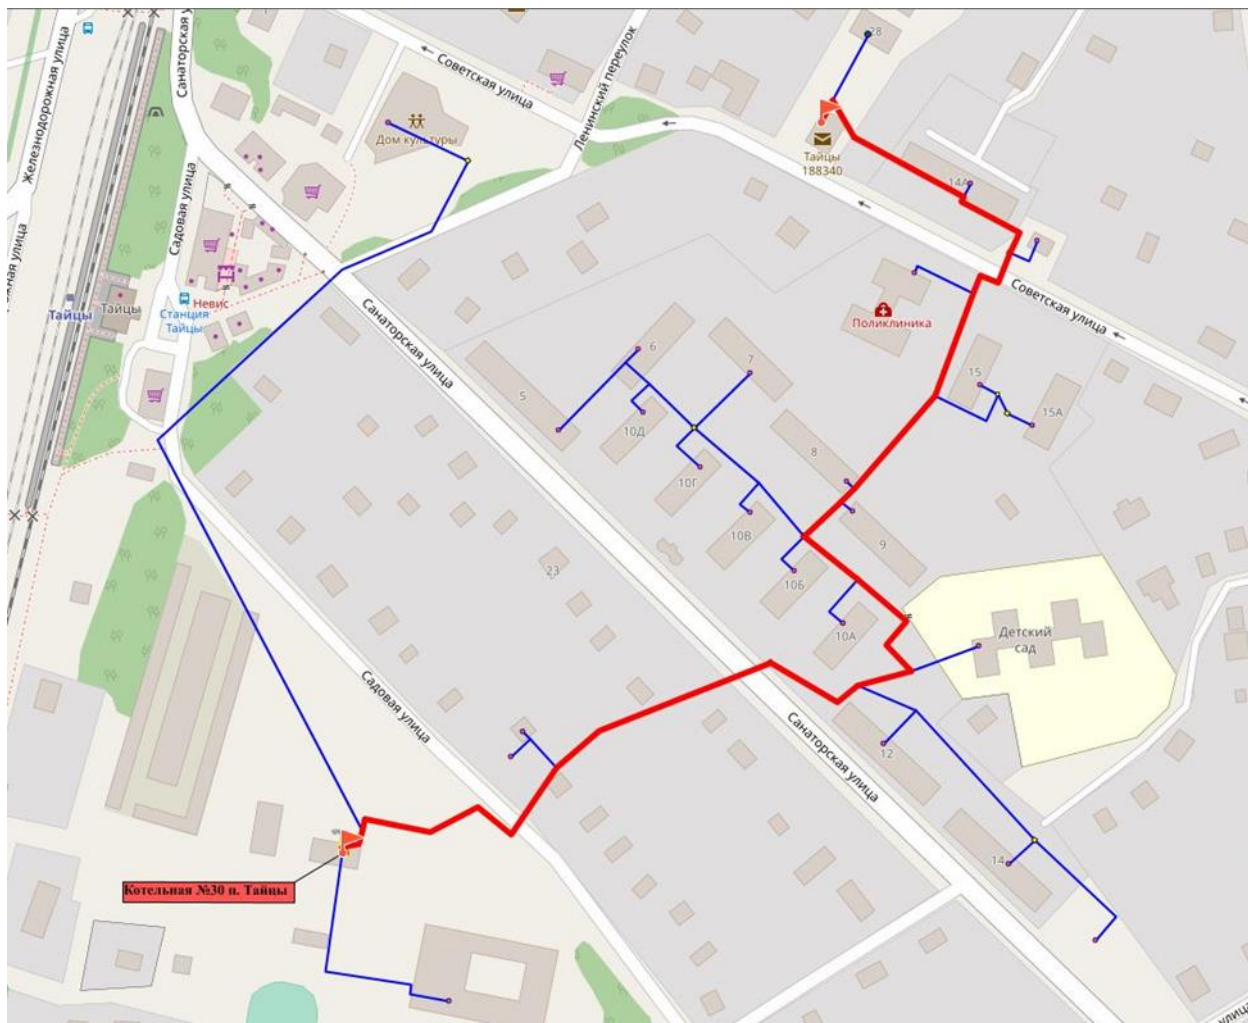 28
Санаторская у
Железнодорожная улица
Советская улица
Ленинский переулок
Дом культуры
Тайцы
188340
14А
Садовая улица
Тайцы
Тайцы
Невис
Станция
Тайцы
Санаторская улица
Поликлиника
Советская улица
6
7
5
15
15А
10Д
8
10Г
10В
9
10Б
23
10А
Детский
сад
Садовая улица
Санаторская улица
12
14
Котельная №30 п. Тайцы